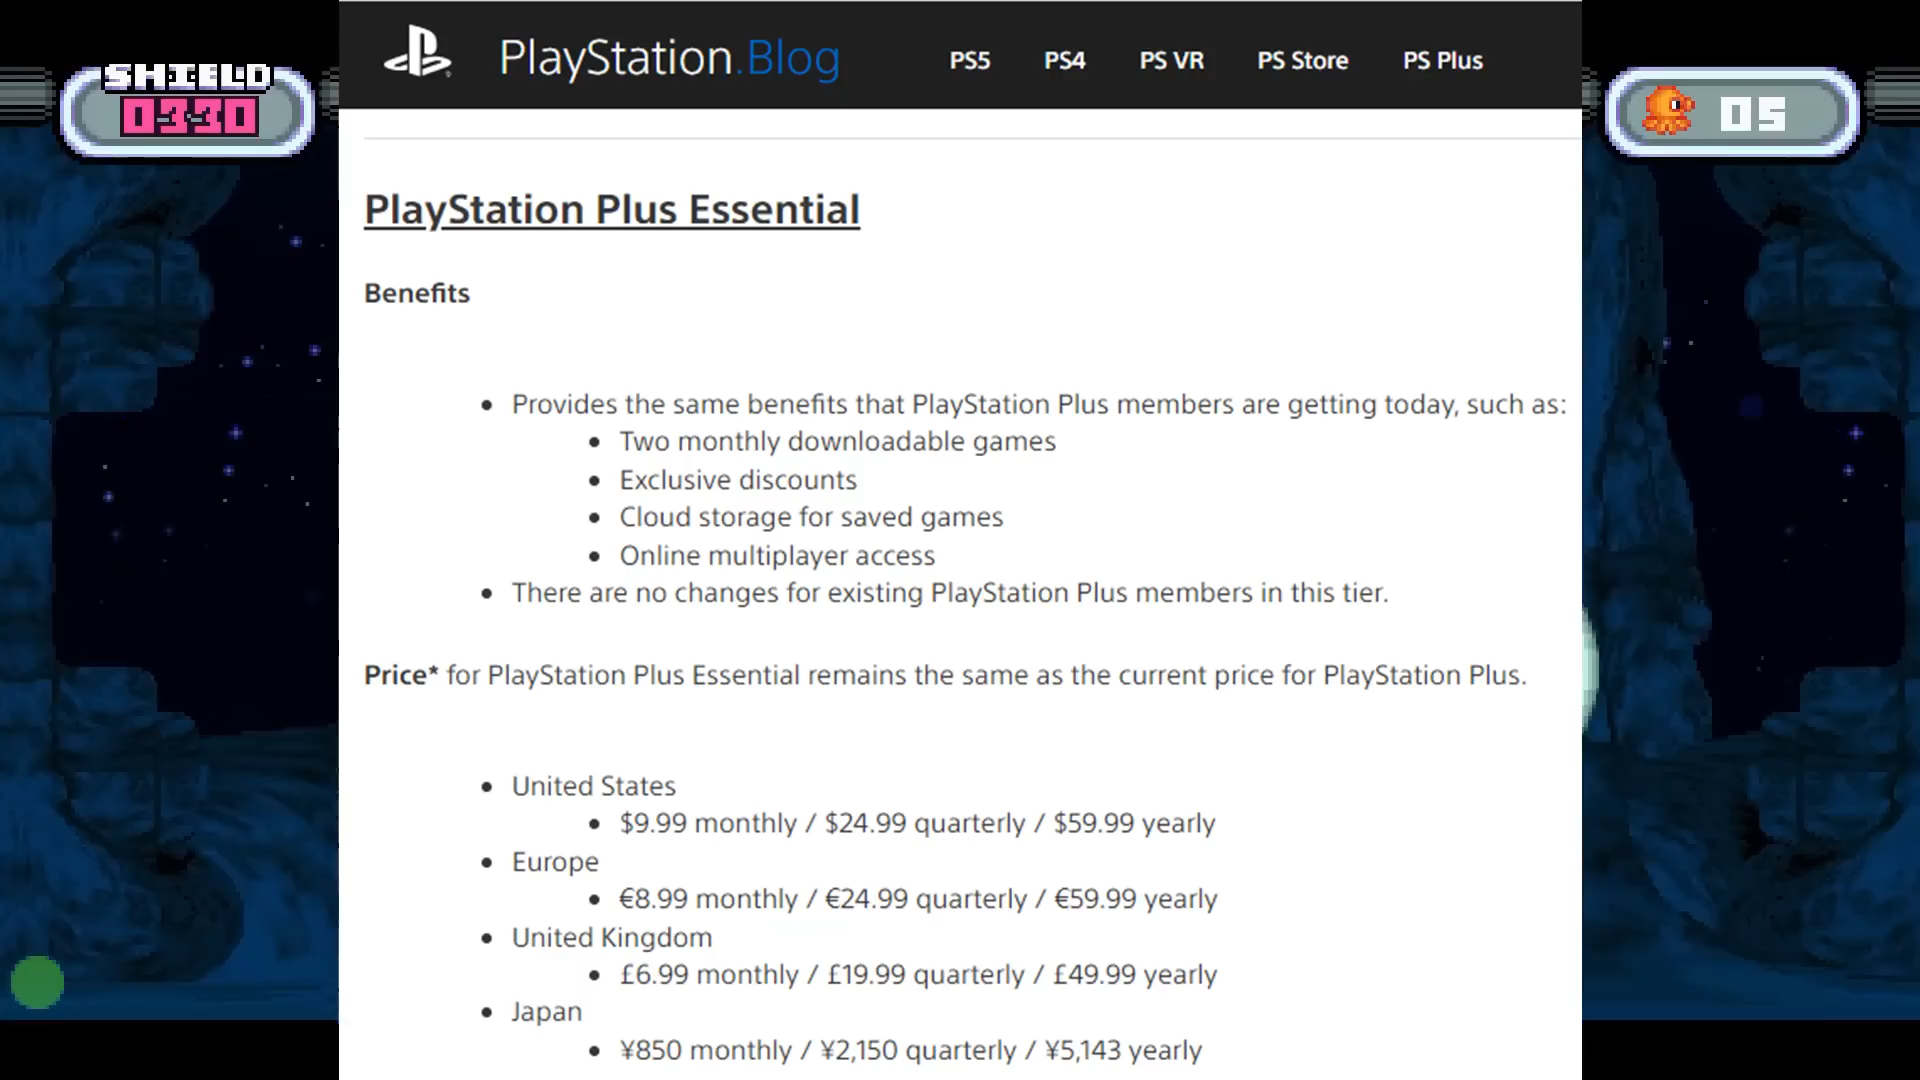 SHIELD
0330
PlayStation.Blog
PS5
PS4
PS VR
PS Store
PS Plus
05
PlayStation Plus Essential
Benefits
• Provides the same benefits that PlayStation Plus members are getting today, such as:
• Two monthly downloadable games
• Exclusive discounts
• Cloud storage for saved games
• Online multiplayer access
• There are no changes for existing PlayStation Plus members in this tier.
Price* for PlayStation Plus Essential remains the same as the current price for PlayStation Plus.
• United States
• $9.99 monthly / $24.99 quarterly / $59.99 yearly
• Europe
• €8.99 monthly / €24.99 quarterly / €59.99 yearly
• United Kingdom
• £6.99 monthly / £19.99 quarterly / £49.99 yearly
• Japan
• ¥850 monthly / ¥2,150 quarterly / ¥5,143 yearly